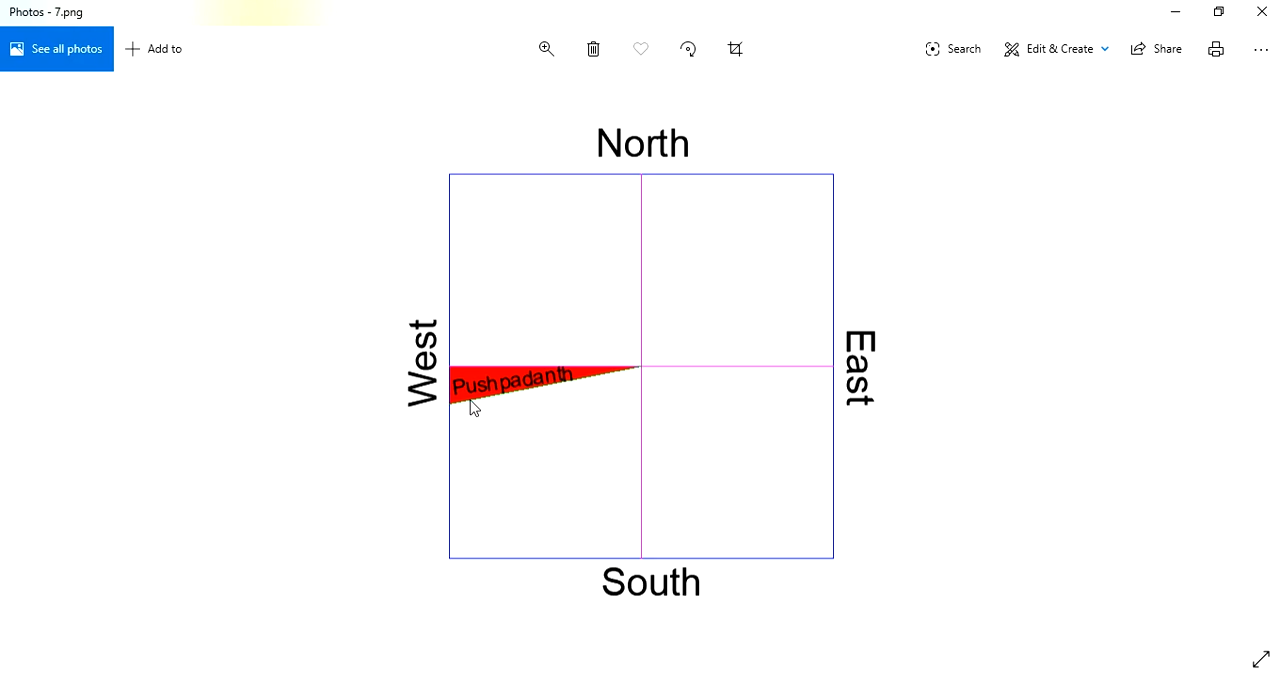 Photos - 7.png
See all photos
Add to
Search
Edit & Create
Share
North
West
East
Pushpadanth
South